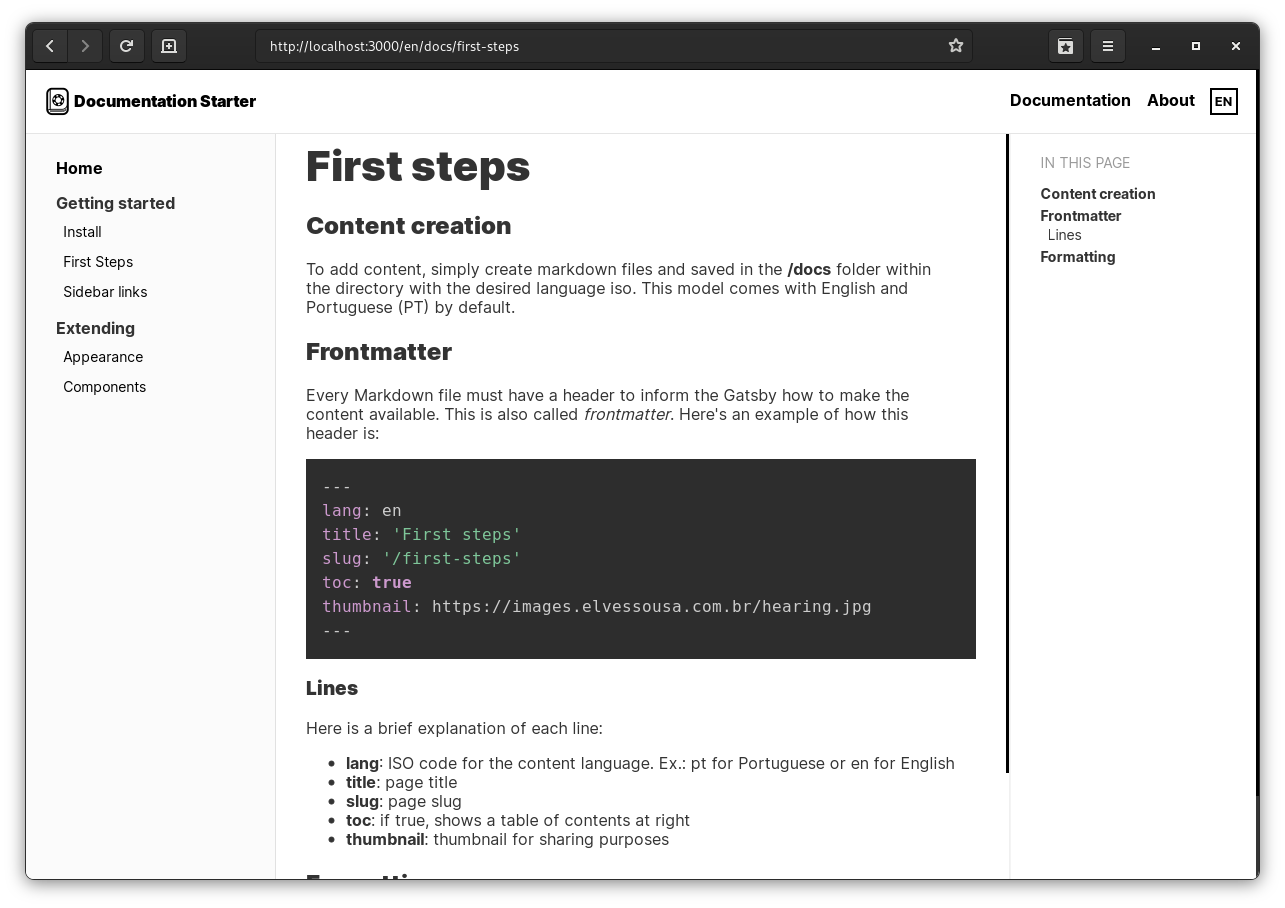 http://localhost:3000/en/docs/first-steps
Documentation Starter
Documentation About EN
Home
Getting started
Install
First Steps
Sidebar links
Extending
Appearance
Components
First steps
Content creation
To add content, simply create markdown files and saved in the /docs folder within
the directory with the desired language iso. This model comes with English and
Portuguese (PT) by default.
Frontmatter
Every Markdown file must have a header to inform the Gatsby how to make the
content available. This is also called frontmatter. Here's an example of how this
header is:
---
lang: en
title: 'First steps'
slug: '/first-steps'
toc: true
thumbnail: https://images.elvessousa.com.br/hearing.jpg
---
Lines
Here is a brief explanation of each line:
• lang: ISO code for the content language. Ex.: pt for Portuguese or en for English
• title: page title
• slug: page slug
• toc: if true, shows a table of contents at right
• thumbnail: thumbnail for sharing purposes
IN THIS PAGE
Content creation
Frontmatter
Lines
Formatting